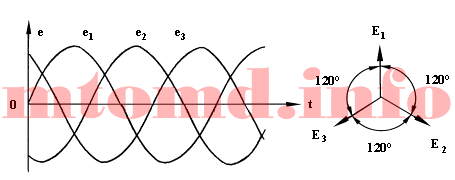 e e₁ e₂ e₃
0 t
E₁
120° 120°
E₃ E₂
120°
mtomd.info